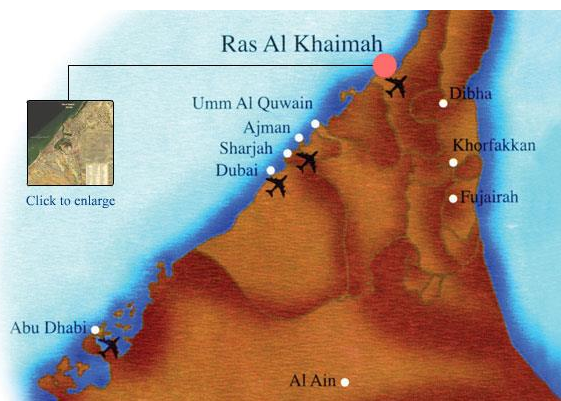 Ras Al Khaimah
Dibha
Umm Al Quwain
Ajman
Sharjah
Khorfakkan
Dubai
Fujairah
Click to enlarge
Abu Dhabi
Al Ain